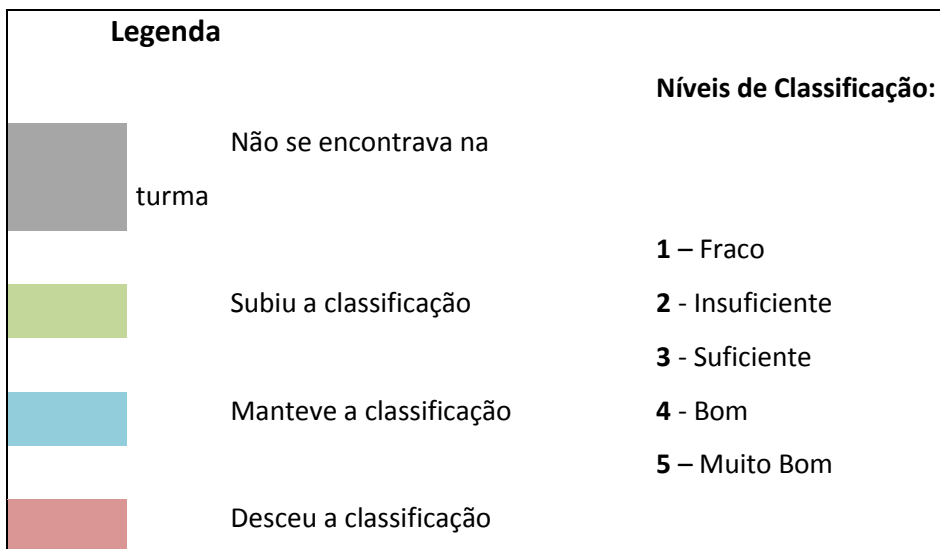 Legenda
Níveis de Classificação:
Não se encontrava na
turma
1 – Fraco
Subiu a classificação
2 - Insuficiente
3 - Suficiente
Manteve a classificação
4 - Bom
5 – Muito Bom
Desceu a classificação